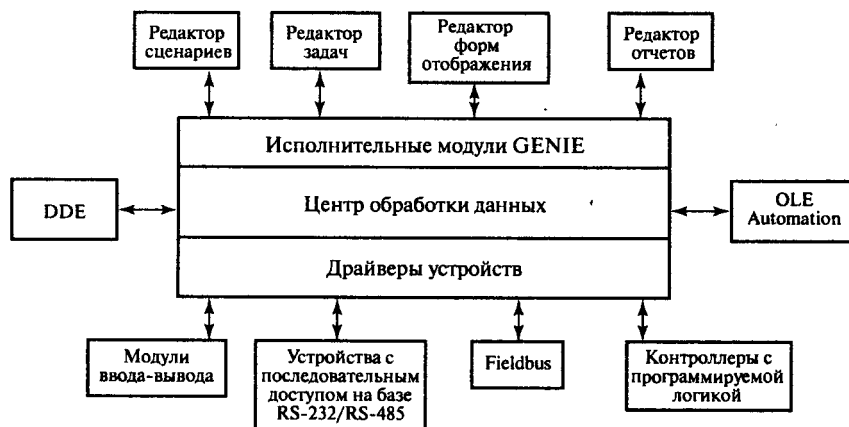 Редактор
сценариев
Редактор
задач
Редактор
форм
отображения
Редактор
отчетов
Исполнительные модули GENIE
DDE
Центр обработки данных
OLE
Automation
Драйверы устройств
Модули
ввода-вывода
Устройства с
последовательным
доступом на базе
RS-232/RS-485
Fieldbus
Контроллеры с
программируемой
логикой